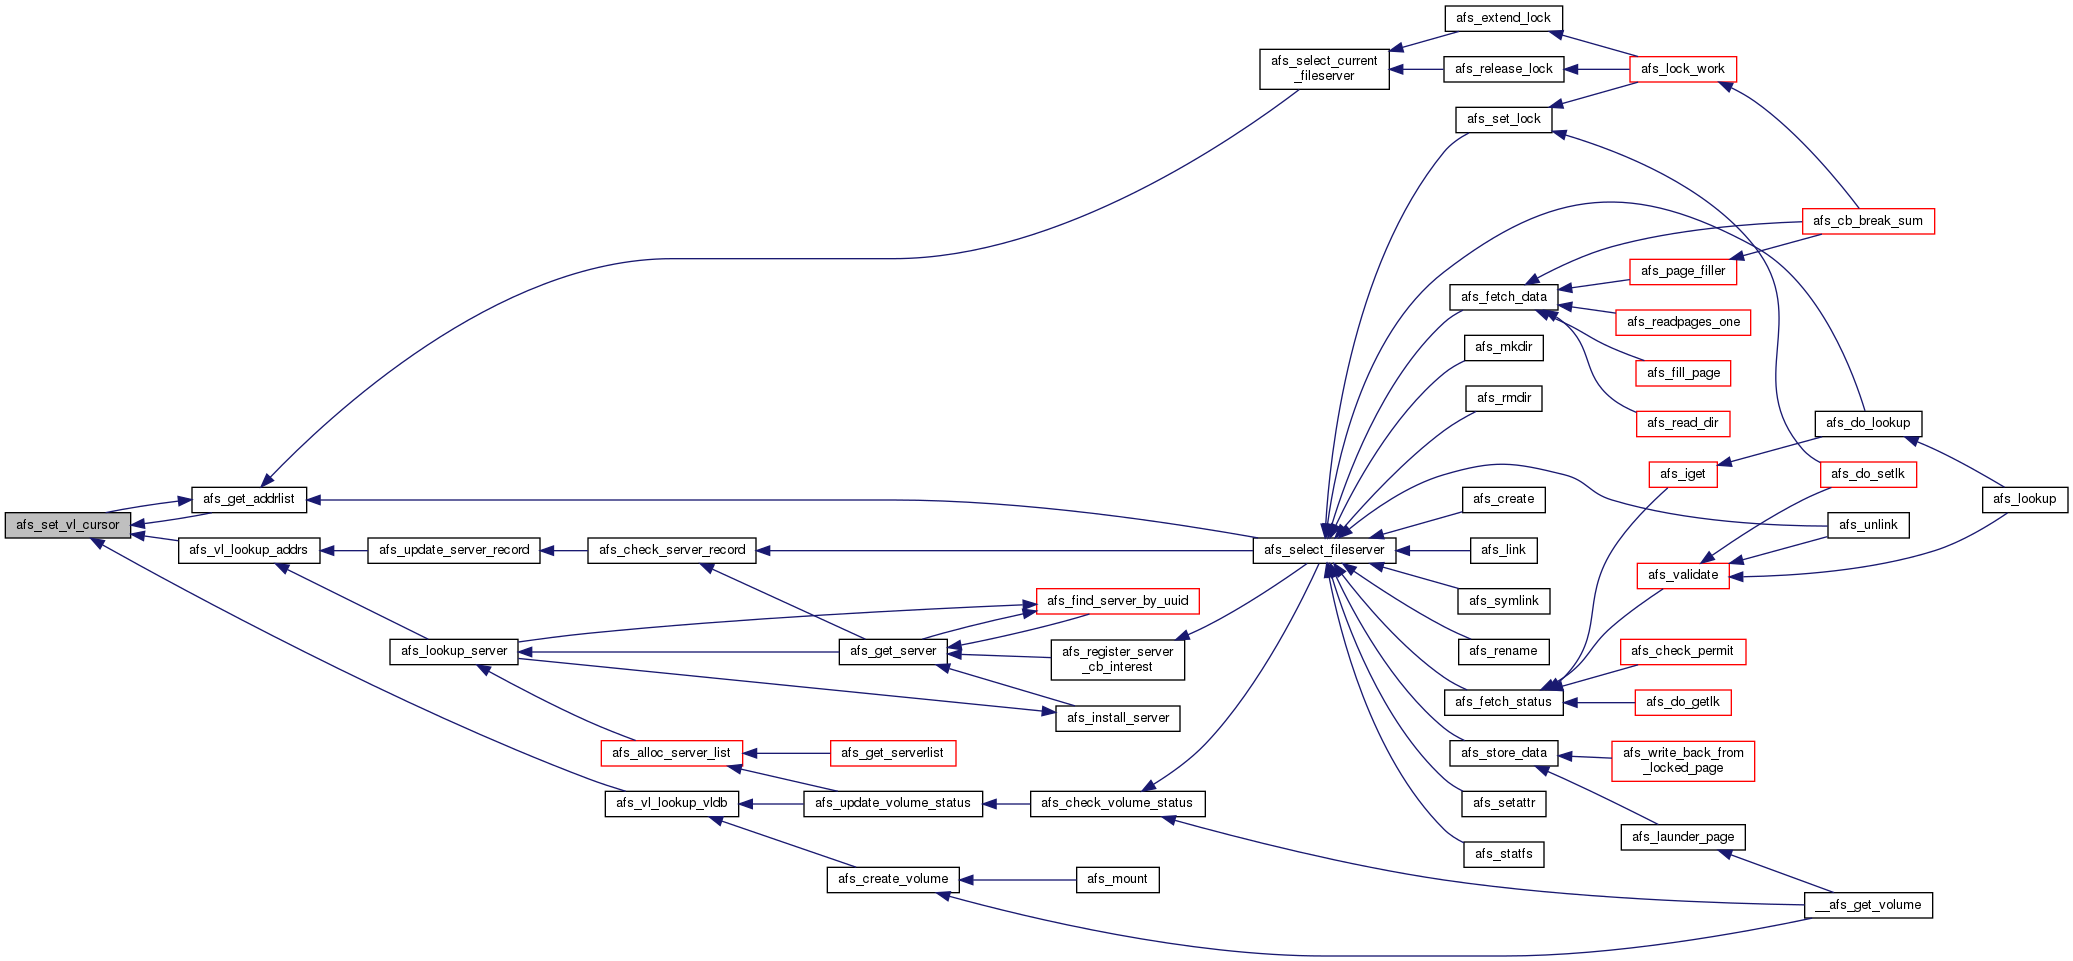 afs_extend_lock
afs_select_current
_fileserver
afs_release_lock
afs_lock_work
afs_set_lock
afs_cb_break_sum
afs_page_filler
afs_fetch_data
afs_readpages_one
afs_mkdir
afs_fill_page
afs_rmdir
afs_read_dir
afs_do_lookup
afs_iget
afs_do_setlk
afs_get_addrlist
afs_create
afs_lookup
afs_set_vl_cursor
afs_unlink
afs_vl_lookup_addrs
afs_update_server_record
afs_check_server_record
afs_select_fileserver
afs_link
afs_validate
afs_find_server_by_uuid
afs_symlink
afs_lookup_server
afs_get_server
afs_register_server
_cb_interest
afs_rename
afs_check_permit
afs_fetch_status
afs_do_getlk
afs_install_server
afs_alloc_server_list
afs_get_serverlist
afs_store_data
afs_write_back_from
_locked_page
afs_vl_lookup_vldb
afs_update_volume_status
afs_check_volume_status
afs_setattr
afs_launder_page
afs_statfs
afs_create_volume
afs_mount
__afs_get_volume